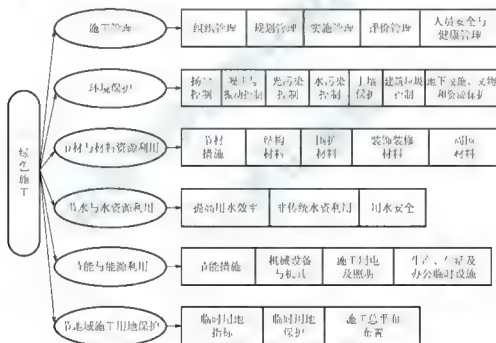 施工管理
组织管理 规划管理 实施管理 评价管理 人员安全与
健康管理
环境保护
扬尘 噪声与 光污染 水污染 土壤 建筑垃圾 地下设施、文物
控制 振动控制 控制 控制 保护 控制 和资源保护
绿色施工
节材与材料资源利用
节材 结构 围护 装饰装修 周转
措施 材料 材料 材料 材料
节水与水资源利用
提高用水效率 非传统水资利用 用水安全
节能与能源利用
节能措施 机械设备 施工用电 生产、生活及
与机具 及照明 办公临时设施
节地域施工用地保护
临时用地 临时用地 施工总平面
指标 保护 布置